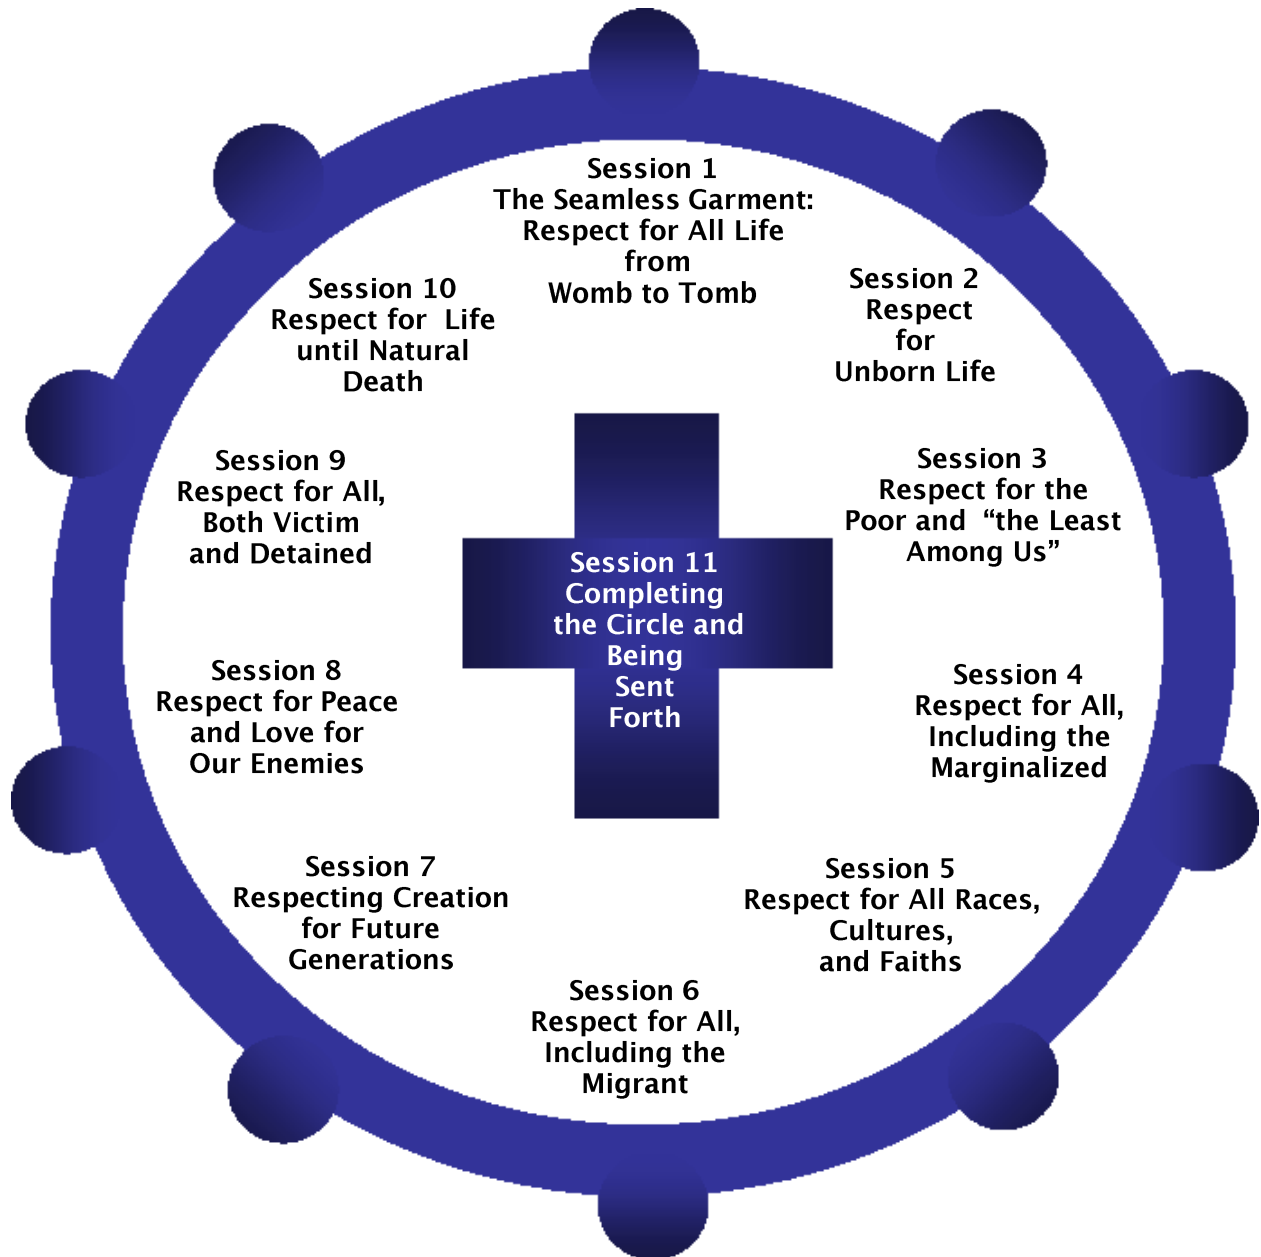 Session 1
The Seamless Garment:
Respect for All Life
from
Womb to Tomb
Session 2
Respect
for
Unborn Life
Session 3
Respect for the
Poor and “the Least
Among Us”
Session 4
Respect for All,
Including the
Marginalized
Session 5
Respect for All Races,
Cultures,
and Faiths
Session 6
Respect for All,
Including the
Migrant
Session 7
Respecting Creation
for Future
Generations
Session 8
Respect for Peace
and Love for
Our Enemies
Session 9
Respect for All,
Both Victim
and Detained
Session 10
Respect for Life
until Natural
Death
Session 11
Completing
the Circle and
Being
Sent
Forth